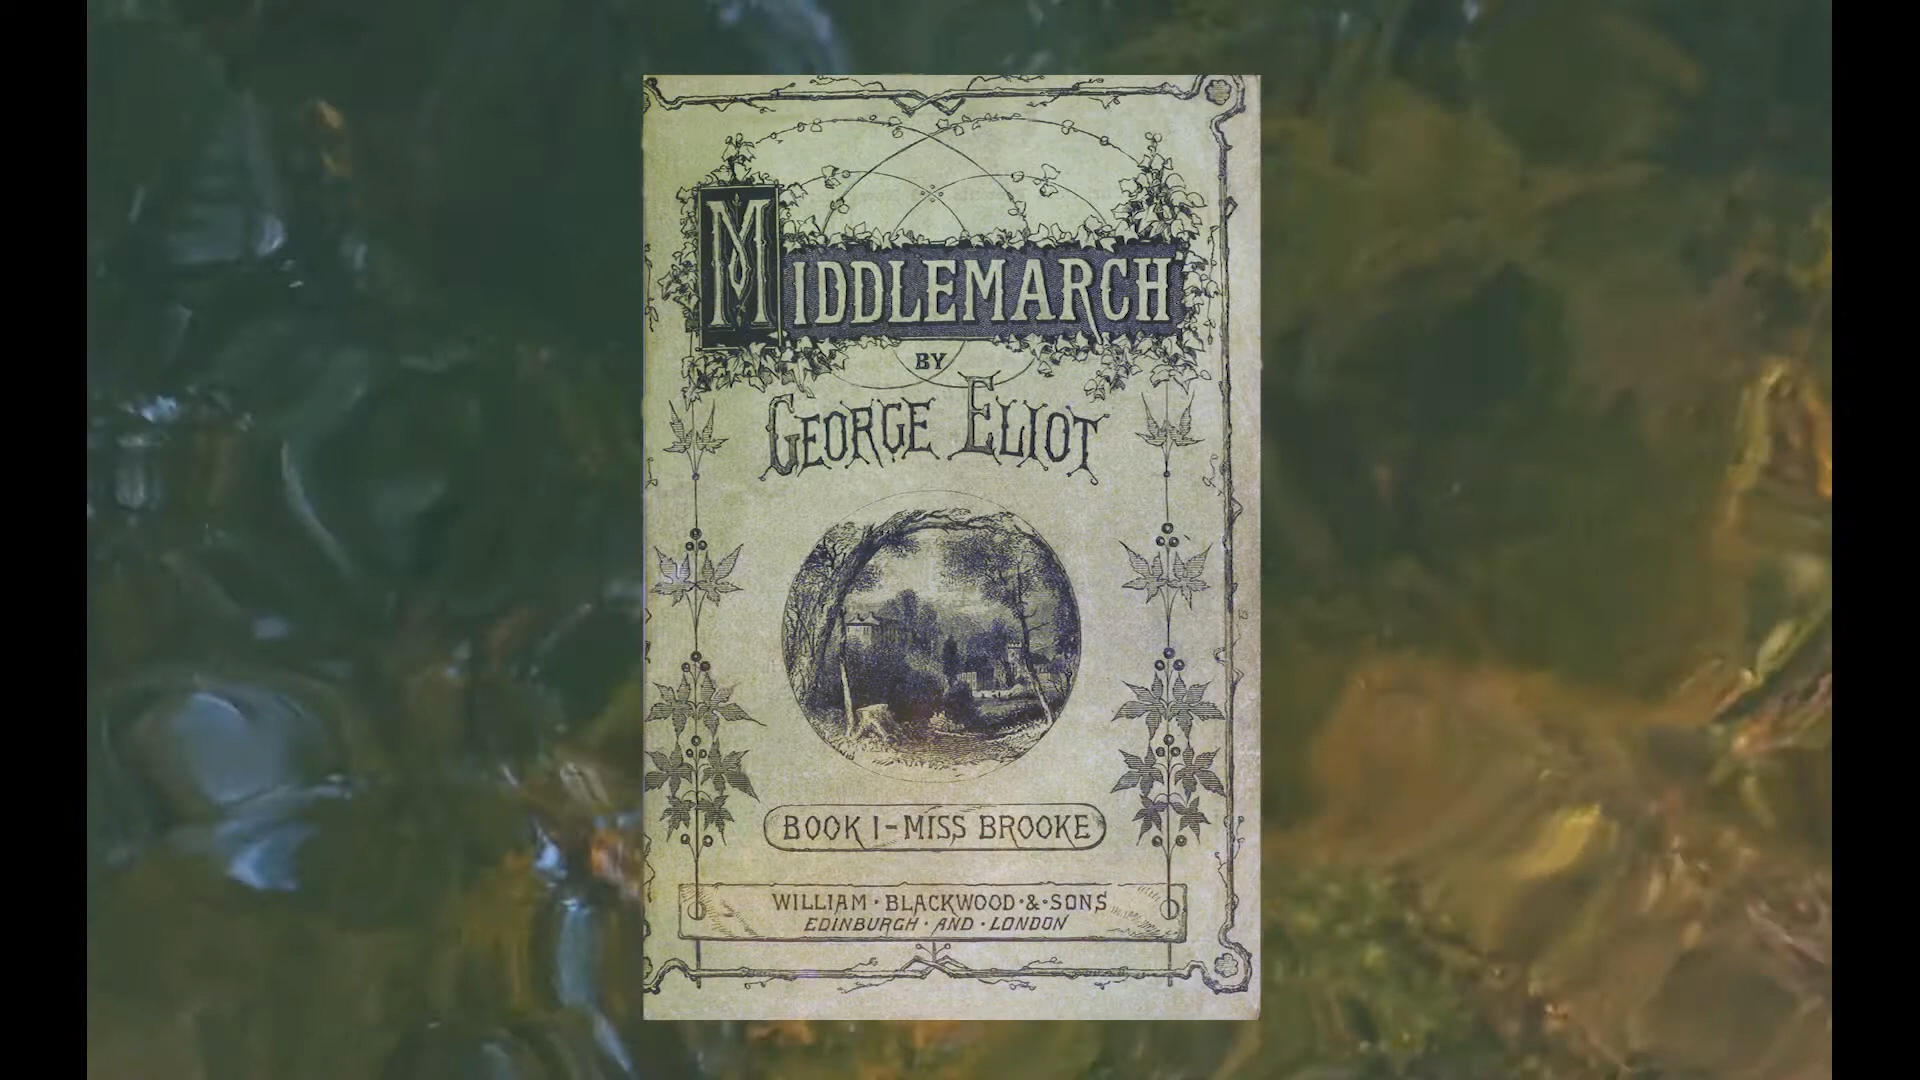 MIDDLEMARCH
BY
GEORGE ELIOT
BOOK I-MISS BROOKE
WILLIAM·BLACKWOOD·&·SONS
EDINBURGH·AND·LONDON